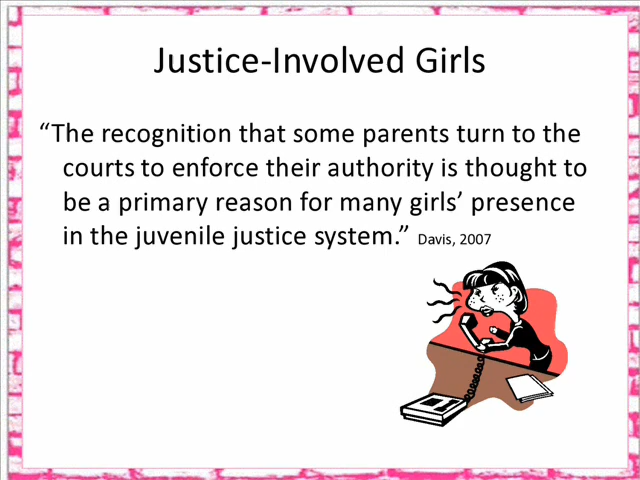 Justice-Involved Girls
“The recognition that some parents turn to the
courts to enforce their authority is thought to
be a primary reason for many girls’ presence
in the juvenile justice system.” Davis, 2007